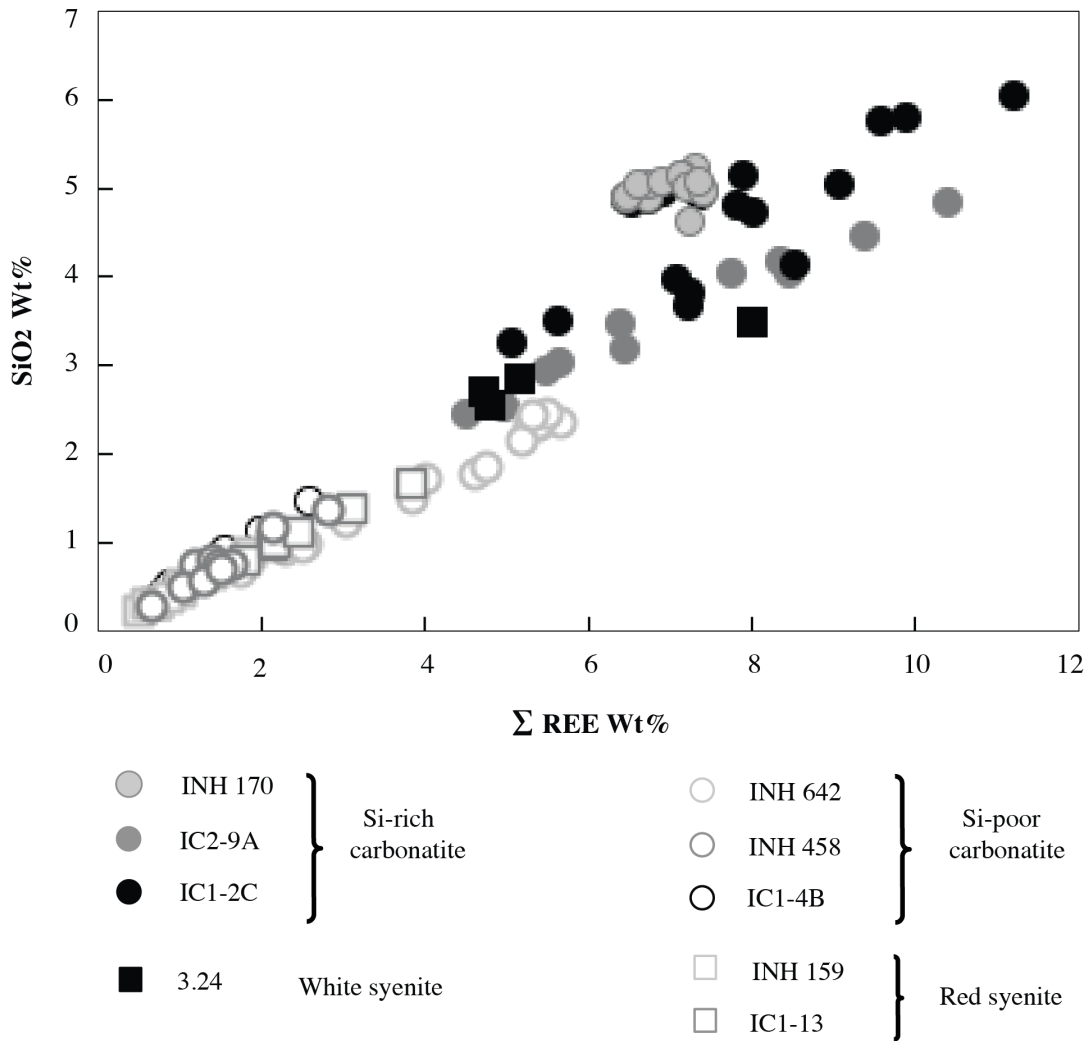 7
6
5
4
3
2
1
0
SiO2 Wt%
0 2 4 6 8 10 12
Σ REE Wt%
INH 170
IC2-9A
IC1-2C
Si-rich
carbonatite
3.24
White syenite
INH 642
INH 458
IC1-4B
Si-poor
carbonatite
INH 159
IC1-13
Red syenite